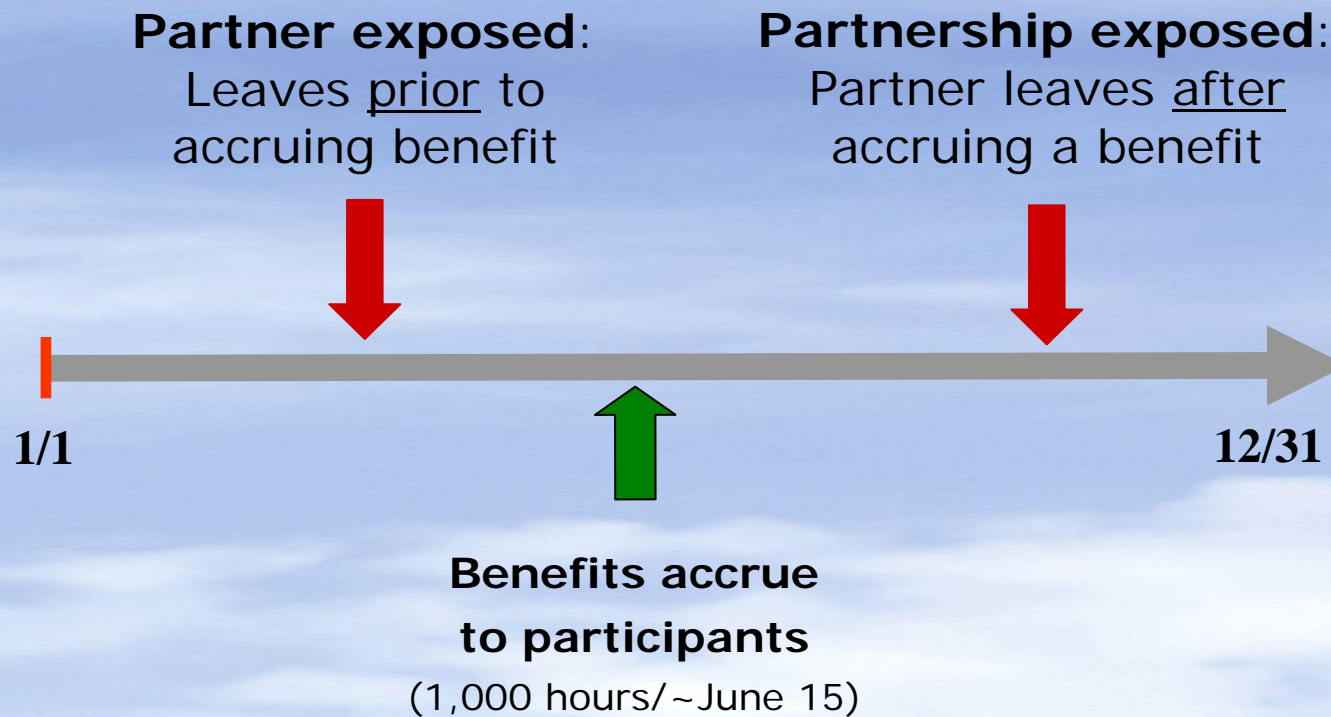 Partner exposed:
Leaves prior to
accruing benefit
Partnership exposed:
Partner leaves after
accruing a benefit
1/1
12/31
Benefits accrue
to participants
(1,000 hours/~June 15)